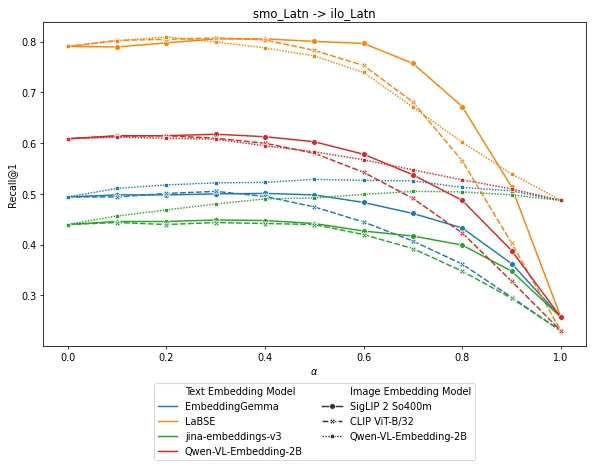 smo_Latn -> ilo_Latn
Recall@1
0.8
0.7
0.6
0.5
0.4
0.3
0.0 0.2 0.4 0.6 0.8 1.0
α
Text Embedding Model Image Embedding Model
EmbeddingGemma SigLIP 2 So400m
LaBSE CLIP ViT-B/32
jina-embeddings-v3 Qwen-VL-Embedding-2B
Qwen-VL-Embedding-2B